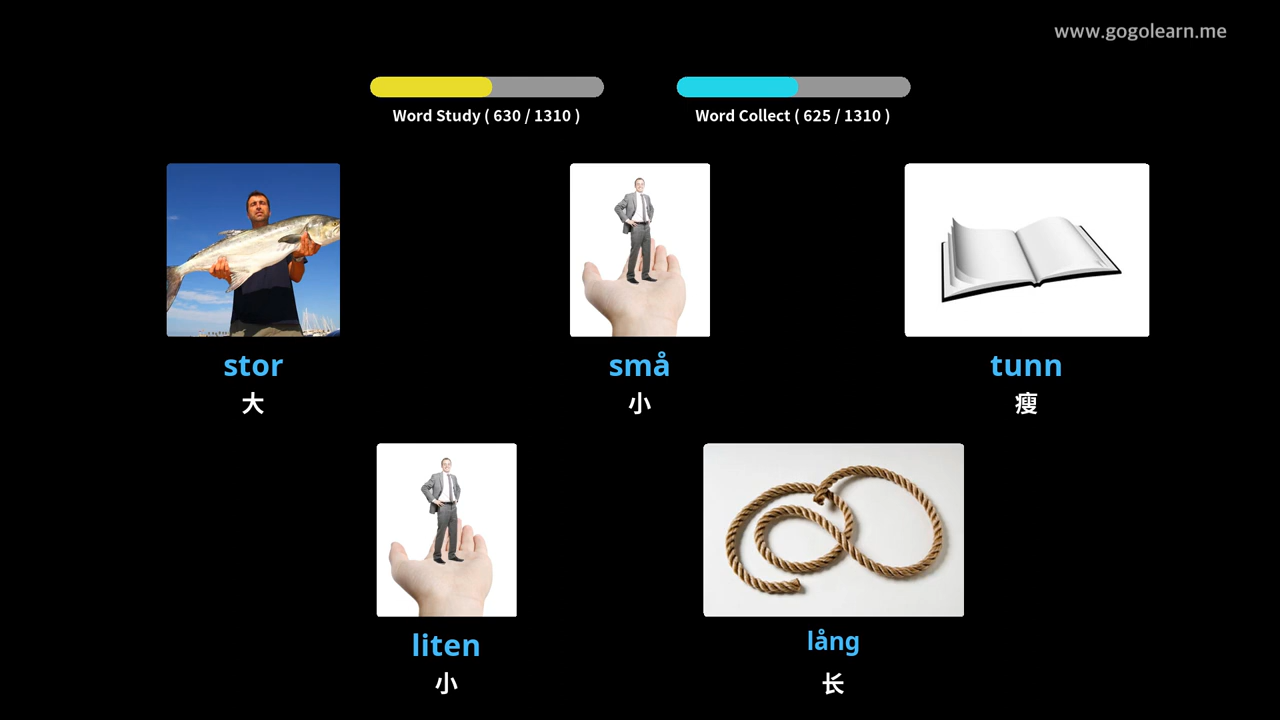 www.gogolearn.me
Word Study ( 630 / 1310 )
Word Collect ( 625 / 1310 )
stor
大
små
小
tunn
瘦
liten
小
lång
长